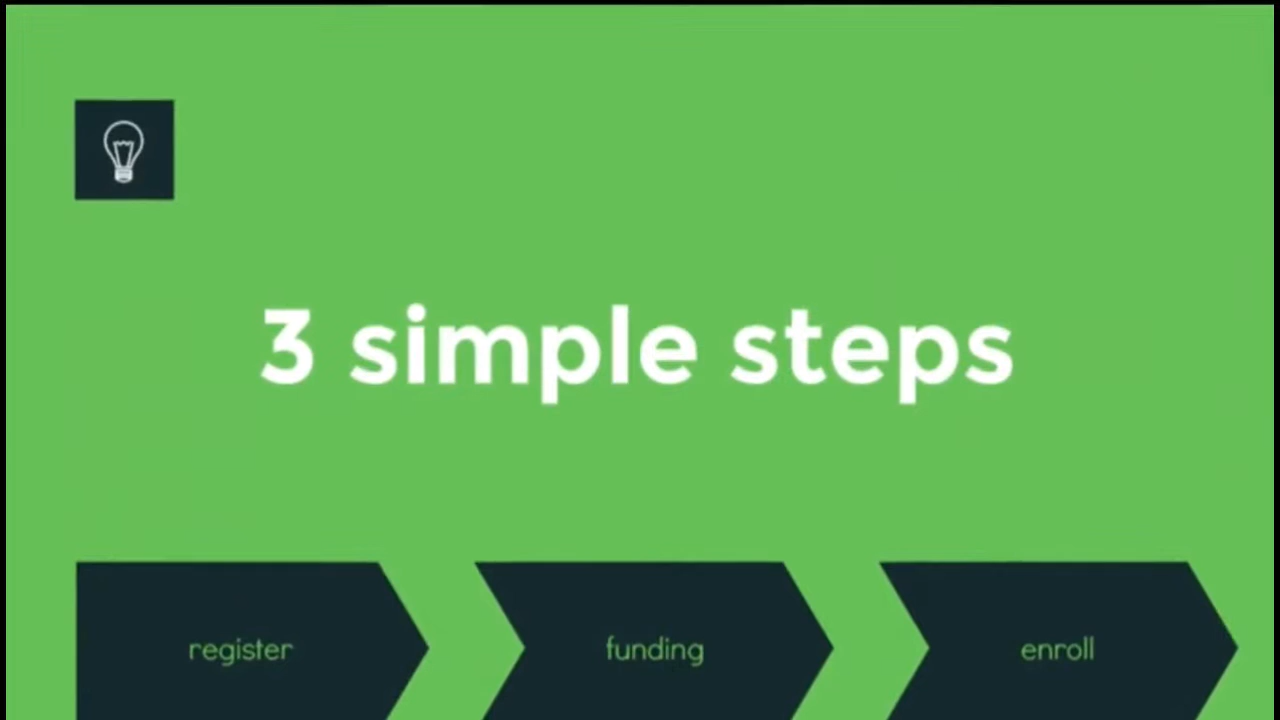 3 simple steps
register
funding
enroll